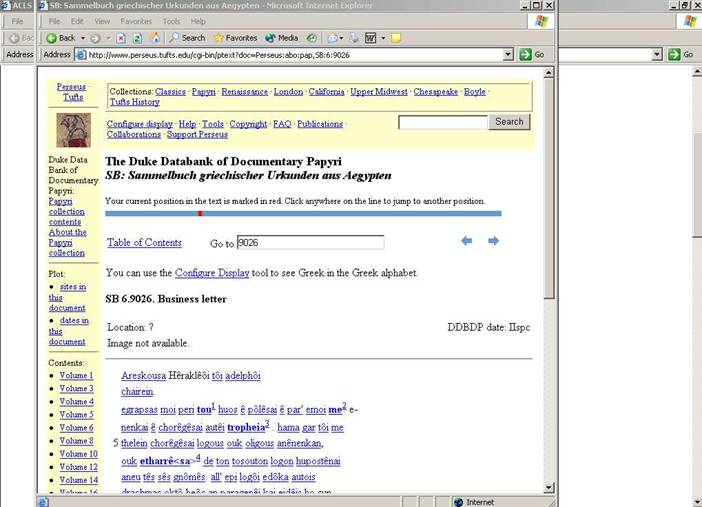 ACLS
SB: Sammelbuch griechischer Urkunden aus Aegypten - Microsoft Internet Explorer
File
File Edit View Favorites Tools Help
Back Search Favorites Media
Address
Address http://www.perseus.tufts.edu/cgi-bin/ptext?doc=Perseus:abo:pap,SB:6:9026 Go
Go
Perseus ·
Tufts
Collections: Classics · Papyri · Renaissance · London · California · Upper Midwest · Chesapeake · Boyle ·
Tufts History
Configure display · Help · Tools · Copyright · FAQ · Publications ·
Collaborations · Support Perseus
Search
Duke Data
Bank of
Documentary
Papyri:
Papyri
collection
contents
About the
Papyri
collection
Plot:
sites in
this
document
dates in
this
document
Contents:
Volume 1
Volume 3
Volume 4
Volume 5
Volume 6
Volume 8
Volume 10
Volume 12
Volume 14
Volume 16
The Duke Databank of Documentary Papyri
SB: Sammelbuch griechischer Urkunden aus Aegypten
Your current position in the text is marked in red. Click anywhere on the line to jump to another position.
Table of Contents Go to 9026
You can use the Configure Display tool to see Greek in the Greek alphabet.
SB 6.9026. Business letter
Location: ? DDBDP date: IIspc
Image not available.
Areskousa Hêraklêôi tôi adelphôi
chairein.
egrapsas moi peri tou1 huos ê pôlêsai ê par' emoi me2 e-
nenkai ê chorêgêsai autêi tropheia3 . hama gar tôi me
5 thelein chorêgêsai logous ouk oligous anênenkan,
ouk etharrê<sa>4 de ton tosouton logon hupostênai
aneu tês sês gnômês. all' epi logôi edôka autois
Internet